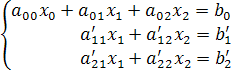 a₀₀x₀ + a₀₁x₁ + a₀₂x₂ = b₀
a′₁₁x₁ + a′₁₂x₂ = b′₁
a′₂₁x₁ + a′₂₂x₂ = b′₂